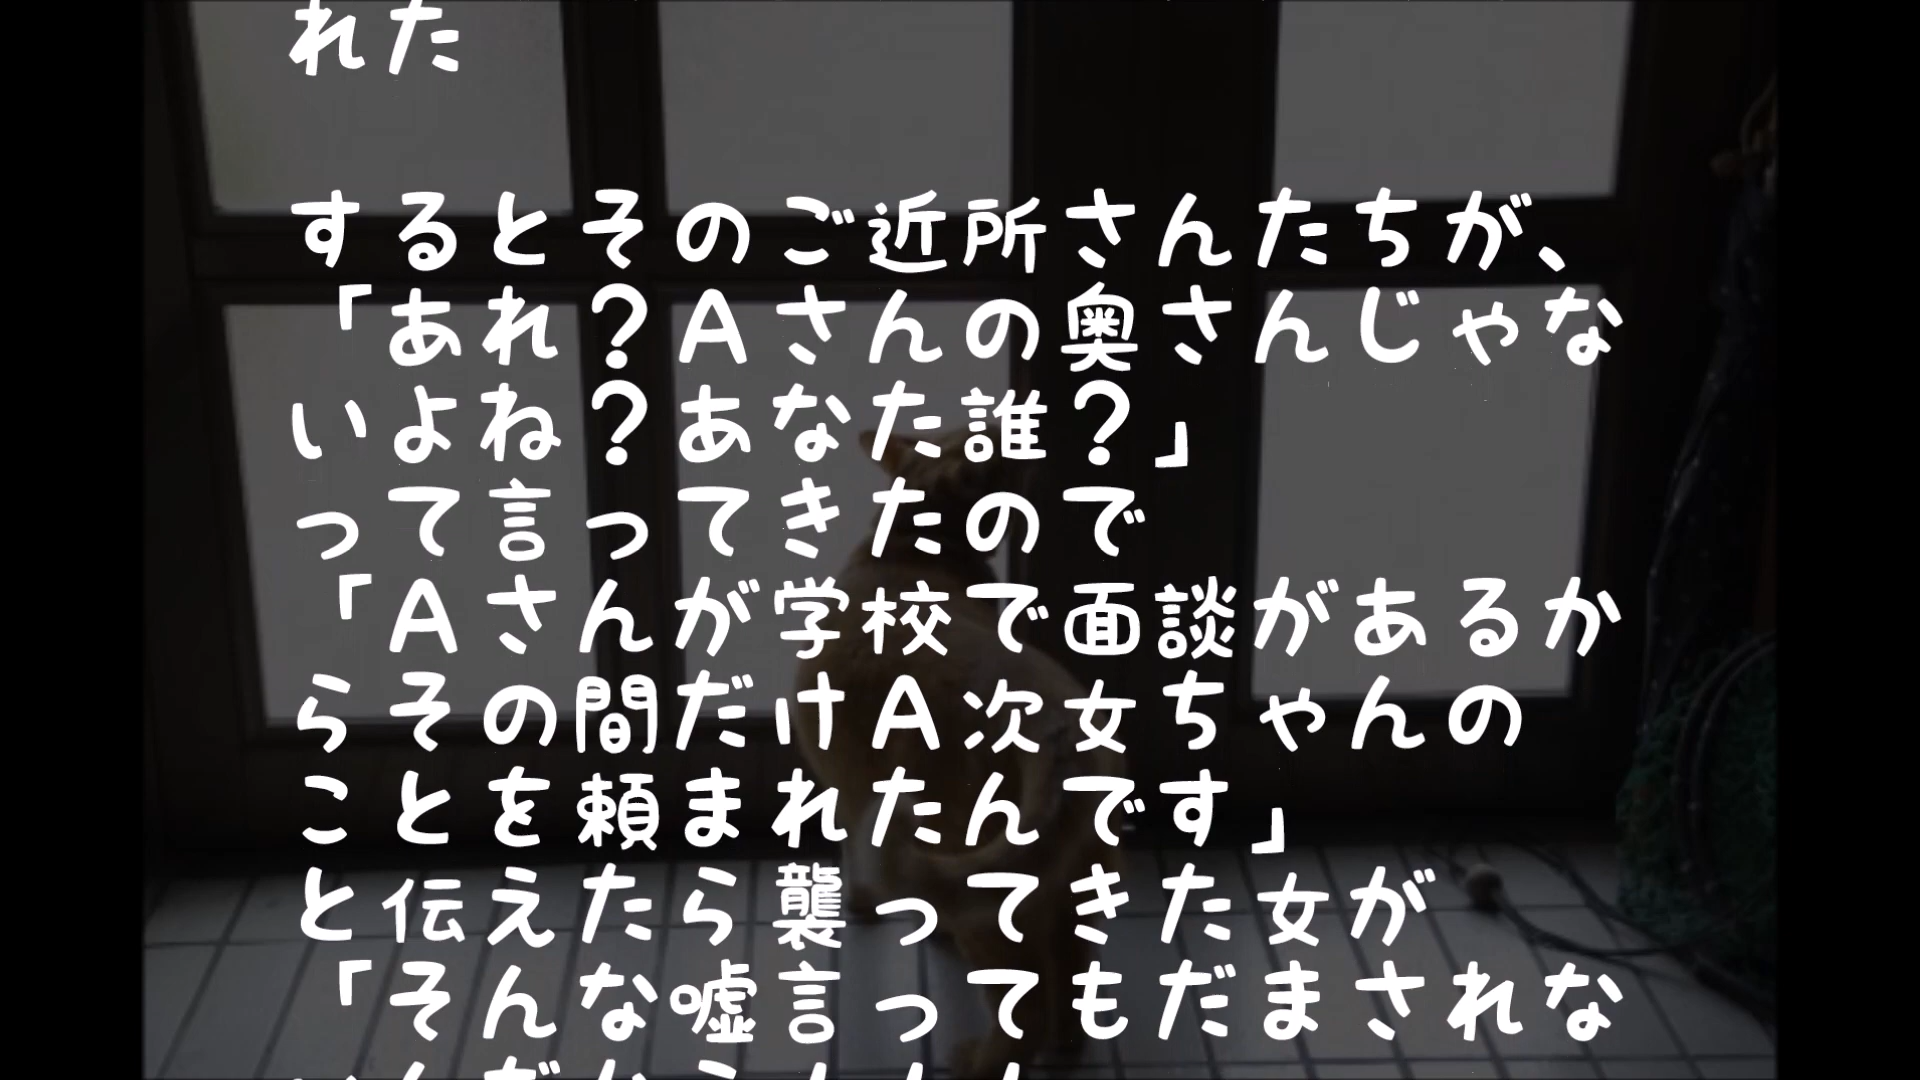 れた
するとそのご近所さんたちが、
「あれ？Ａさんの奥さんじゃな
いよね？あなた誰？」
って言ってきたので
「Ａさんが学校で面談があるか
らその間だけＡ次女ちゃんの
ことを頼まれたんです」
と伝えたら襲ってきた女が
「そんな嘘言ってもだまされな